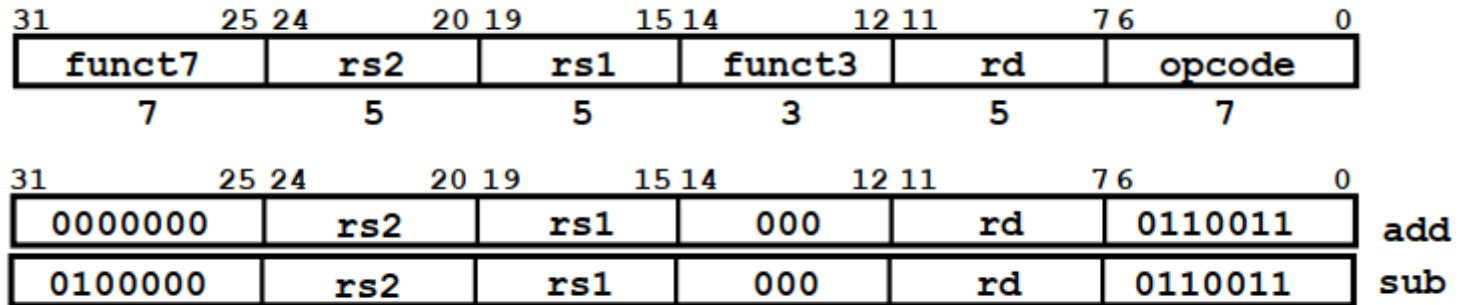 31 25 24 20 19 15 14 12 11 7 6 0
funct7 rs2 rs1 funct3 rd opcode
7 5 5 3 5 7
31 25 24 20 19 15 14 12 11 7 6 0
0000000 rs2 rs1 000 rd 0110011 add
0100000 rs2 rs1 000 rd 0110011 sub